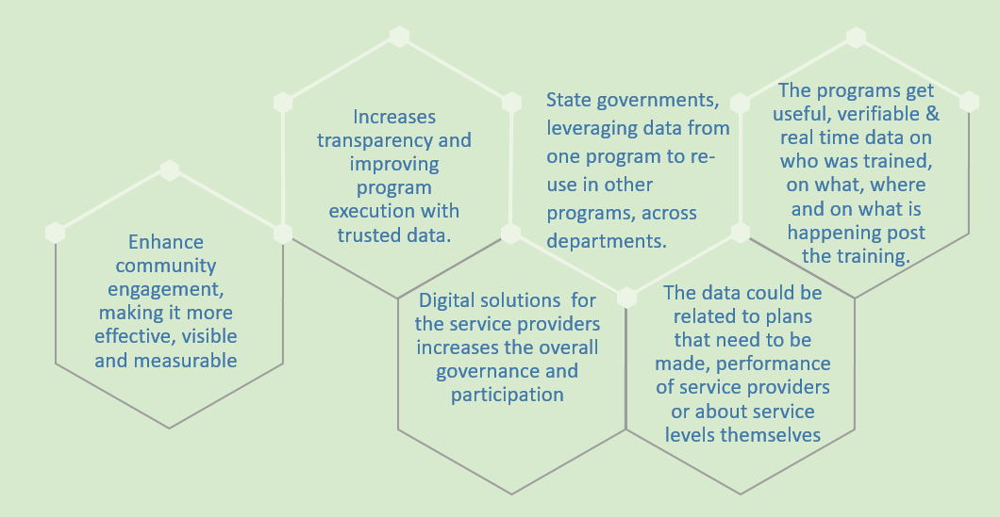 Enhance
community
engagement,
making it more
effective, visible
and measurable
Increases
transparency and
improving
program
execution with
trusted data.
Digital solutions  for
the service providers
increases the overall
governance and
participation
State governments,
leveraging data from
one program to re-
use in other
programs, across
departments.
The data could be
related to plans
that need to be
made, performance
of service providers
or about service
levels themselves
The programs get
useful, verifiable &
real time data on
who was trained,
on what, where
and on what is
happening post
the training.